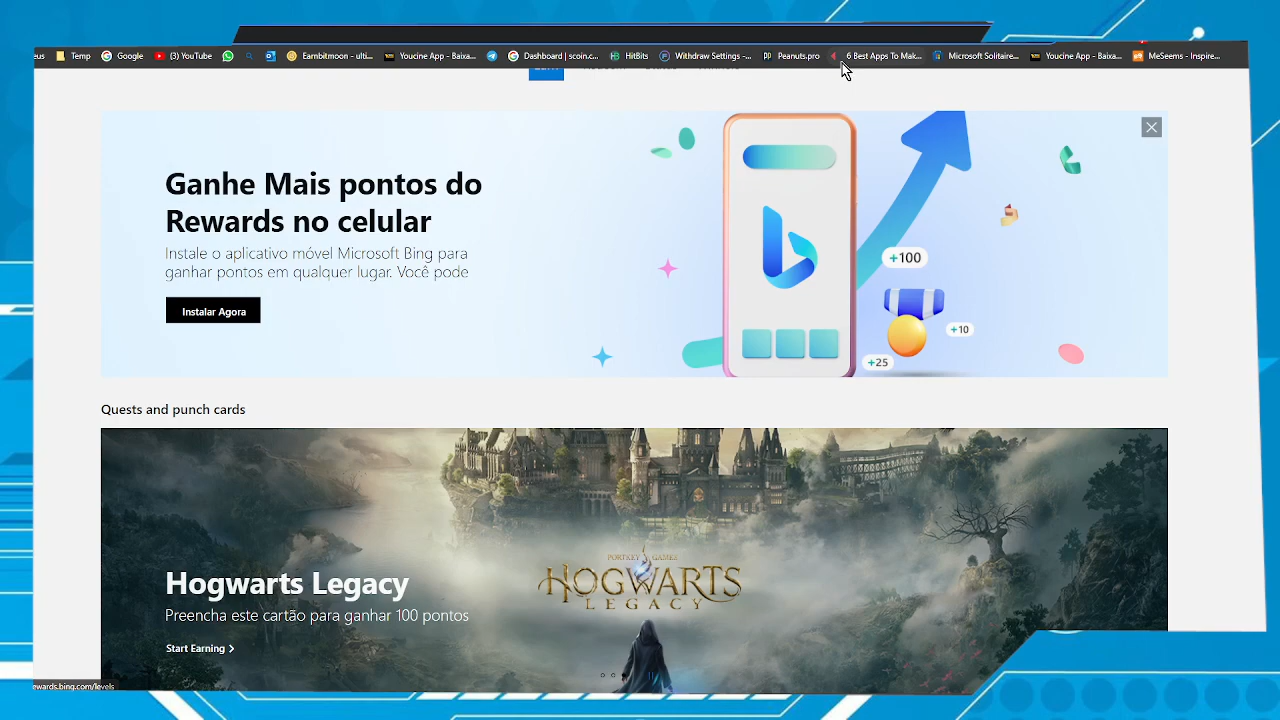 eus
Temp
Google
(3) YouTube
Earnbitmoon - ulti...
Youcine App - Baixa...
Dashboard | scoin.c...
HitBits
Withdraw Settings -...
Peanuts.pro
6 Best Apps To Mak...
Microsoft Solitaire...
Youcine App - Baixa...
MeSeems - Inspire...
Ganhe Mais pontos do
Rewards no celular
Instale o aplicativo móvel Microsoft Bing para
ganhar pontos em qualquer lugar. Você pode
Instalar Agora
+100
+10
+25
Quests and punch cards
PORTKEY GAMES
HOGWARTS
LEGACY
Hogwarts Legacy
Preencha este cartão para ganhar 100 pontos
Start Earning
ewards.bing.com/levels